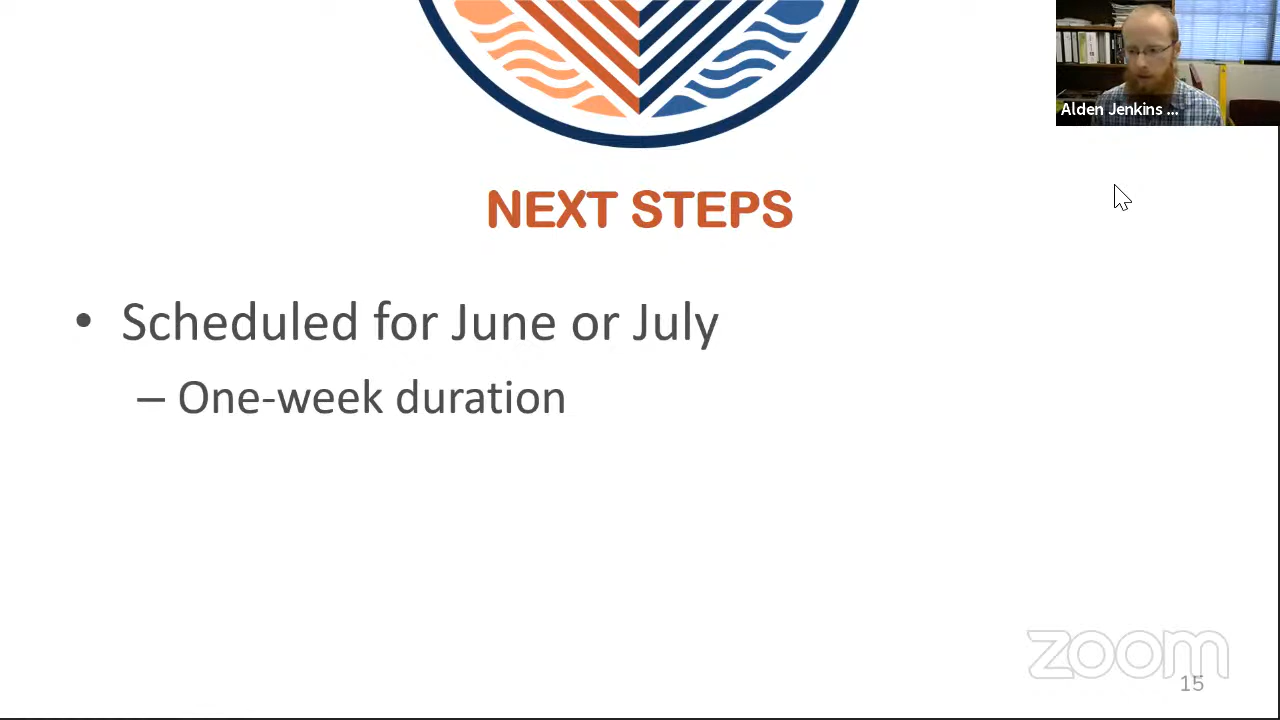 Alden Jenkins ...
NEXT STEPS
• Scheduled for June or July
– One-week duration
zoom
15